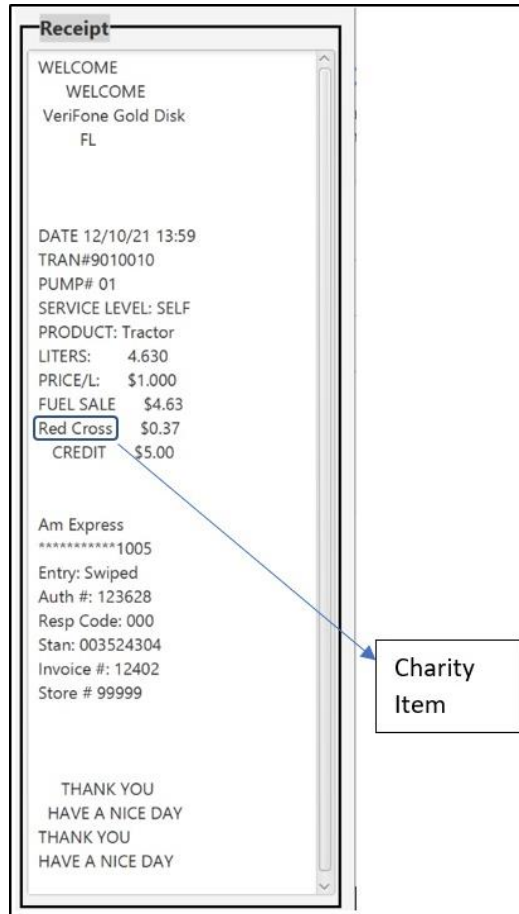 Receipt
WELCOME
WELCOME
VeriFone Gold Disk
FL
DATE 12/10/21 13:59
TRAN#9010010
PUMP# 01
SERVICE LEVEL: SELF
PRODUCT: Tractor
LITERS: 4.630
PRICE/L: $1.000
FUEL SALE $4.63
Red Cross $0.37
CREDIT $5.00
Am Express
***********1005
Entry: Swiped
Auth #: 123628
Resp Code: 000
Stan: 003524304
Invoice #: 12402
Store # 99999
THANK YOU
HAVE A NICE DAY
THANK YOU
HAVE A NICE DAY
Charity
Item